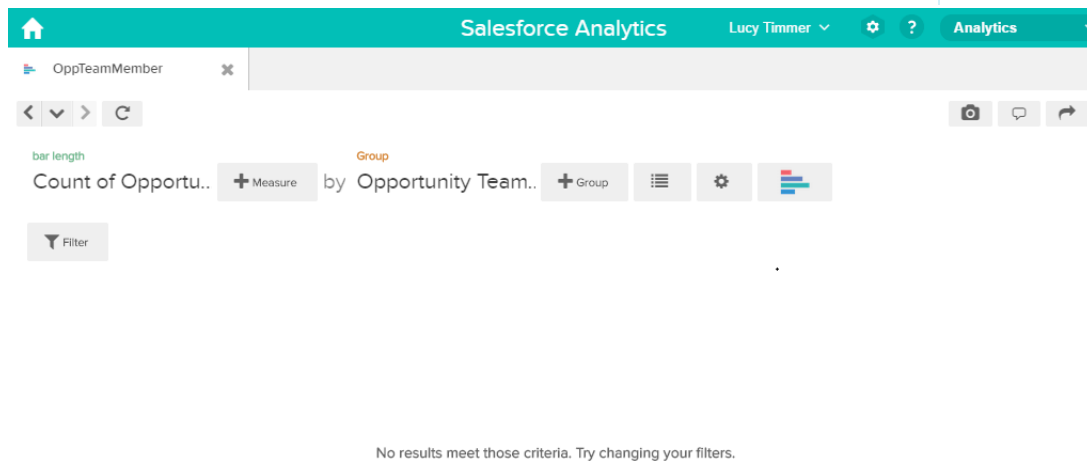 Salesforce Analytics Lucy Timmer ? Analytics
OppTeamMember
bar length Group
Count of Opportu.. Measure by Opportunity Team.. Group
Filter
No results meet those criteria. Try changing your filters.